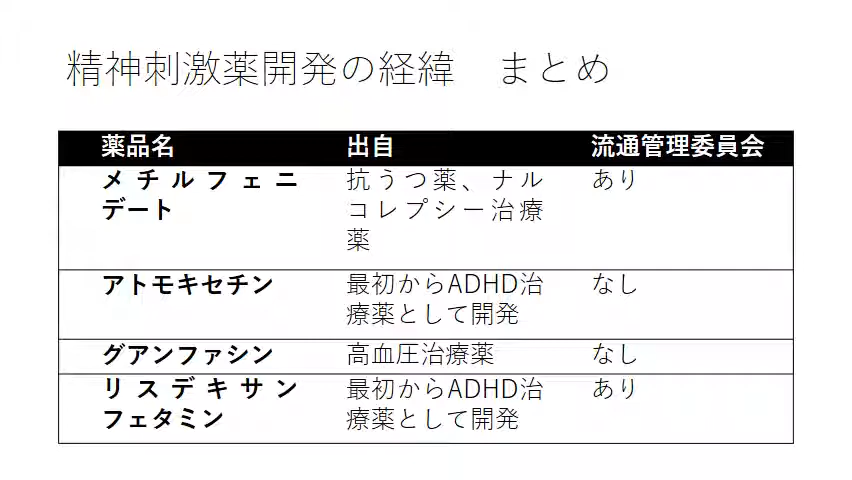 精神刺激薬開発の経緯　まとめ
薬品名 出自 流通管理委員会
メチルフェニ 抗うつ薬、ナル あり
デート コレプシー治療
薬
アトモキセチン 最初からADHD治 なし
療薬として開発
グアンファシン 高血圧治療薬 なし
リスデキサン 最初からADHD治 あり
フェタミン 療薬として開発